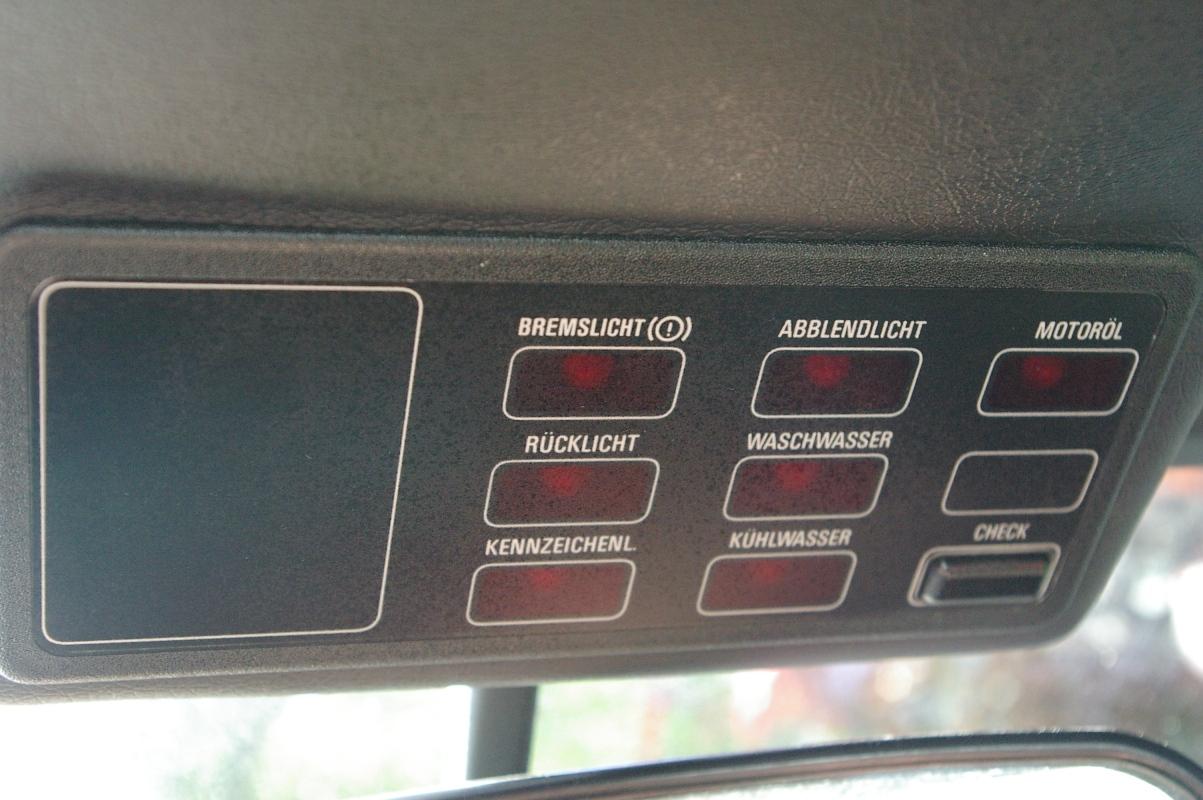 BREMSLICHT (!) ABBLENDLICHT MOTORÖL
RÜCKLICHT WASCHWASSER
KENNZEICHENL. KÜHLWASSER CHECK